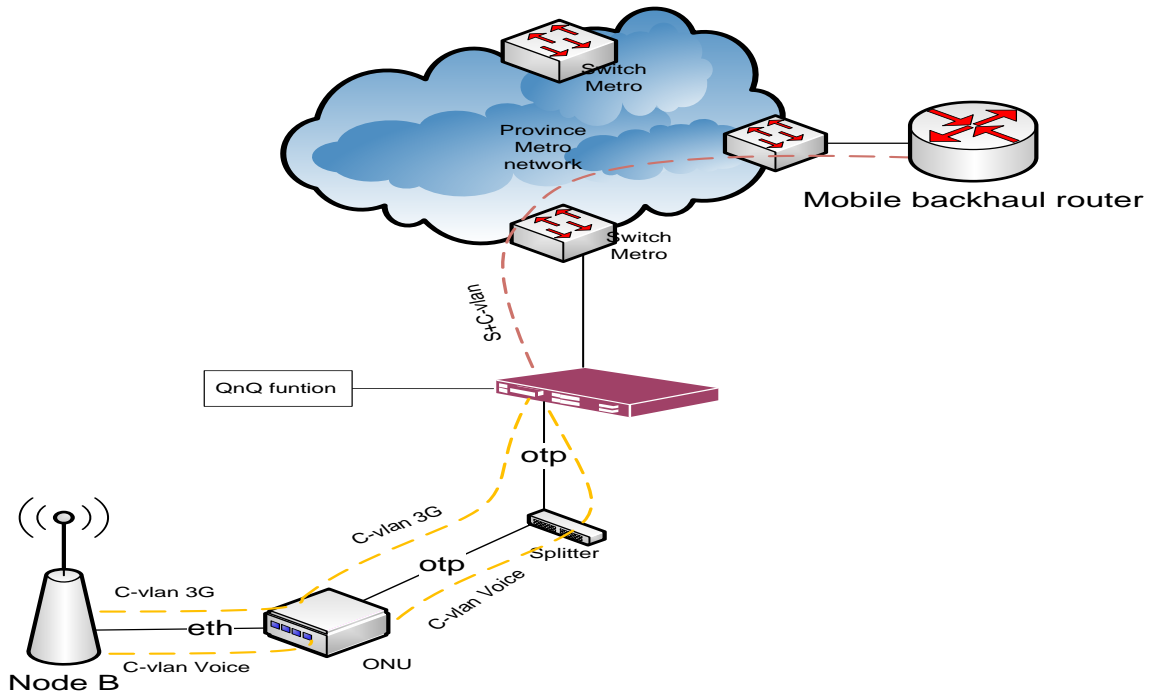 Switch
Metro
Province
Metro
network
Mobile backhaul router
Switch
Metro
S+C-vlan
QnQ funtion
otp
C-vlan 3G
otp
Splitter
C-vlan Voice
C-vlan 3G
eth
C-vlan Voice
ONU
Node B